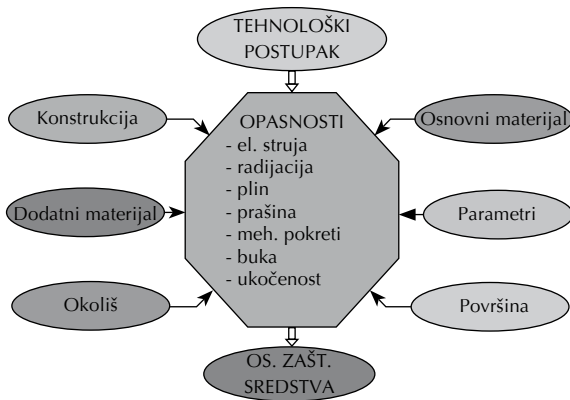 TEHNOLOŠKI
POSTUPAK
Konstrukcija
OPASNOSTI
- el. struja
- radijacija
- plin
- prašina
- meh. pokreti
- buka
- ukočenost
Osnovni materijal
Dodatni materijal
Parametri
Okoliš
Površina
OS. ZAŠT.
SREDSTVA